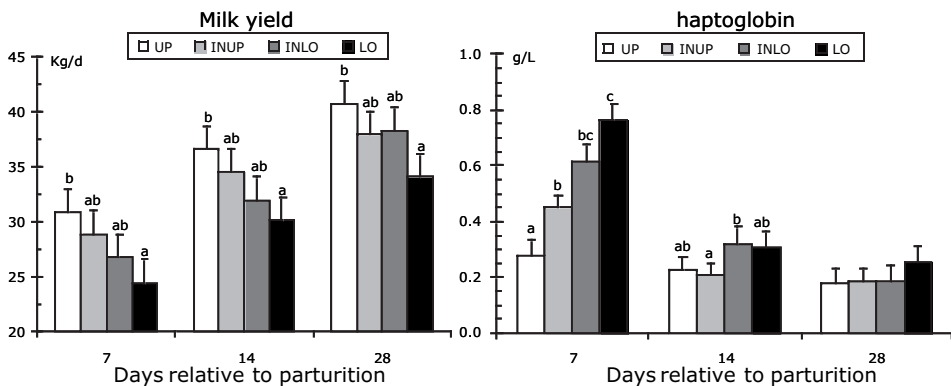 Milk yield
UP INUP INLO LO
Kg/d
45
40
35
30
25
20
b
ab
ab
a
b
ab
ab
a
b
ab
ab
a
7 14 28
Days relative to parturition
haptoglobin
UP INUP INLO LO
g/L
1.0
0.8
0.6
0.4
0.2
0.0
a
b
bc
c
ab
a
b
ab
7 14 28
Days relative to parturition